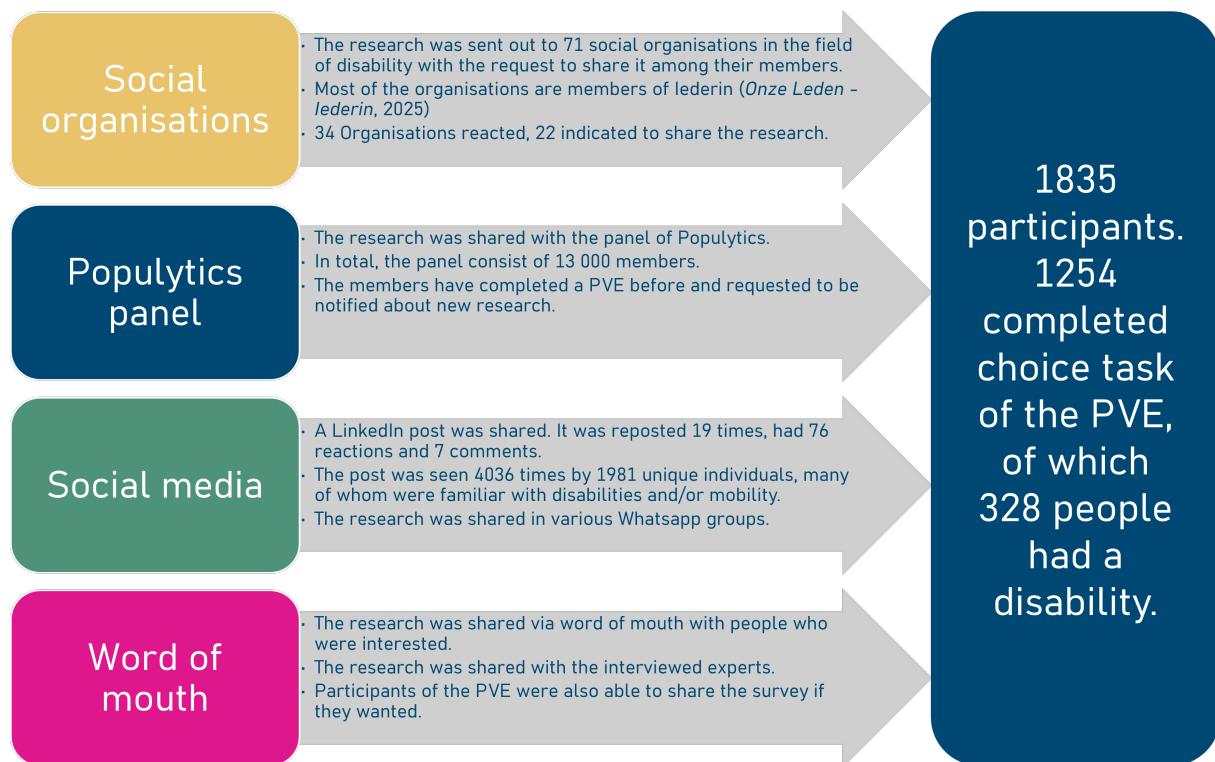 Social
organisations
· The research was sent out to 71 social organisations in the field
of disability with the request to share it among their members.
· Most of the organisations are members of Iederin (Onze Leden –
Iederin, 2025)
· 34 Organisations reacted, 22 indicated to share the research.
Populytics
panel
· The research was shared with the panel of Populytics.
· In total, the panel consist of 13 000 members.
· The members have completed a PVE before and requested to be
notified about new research.
Social media
· A LinkedIn post was shared. It was reposted 19 times, had 76
reactions and 7 comments.
· The post was seen 4036 times by 1981 unique individuals, many
of whom were familiar with disabilities and/or mobility.
· The research was shared in various Whatsapp groups.
Word of
mouth
· The research was shared via word of mouth with people who
were interested.
· The research was shared with the interviewed experts.
· Participants of the PVE were also able to share the survey if
they wanted.
1835
participants.
1254
completed
choice task
of the PVE,
of which
328 people
had a
disability.